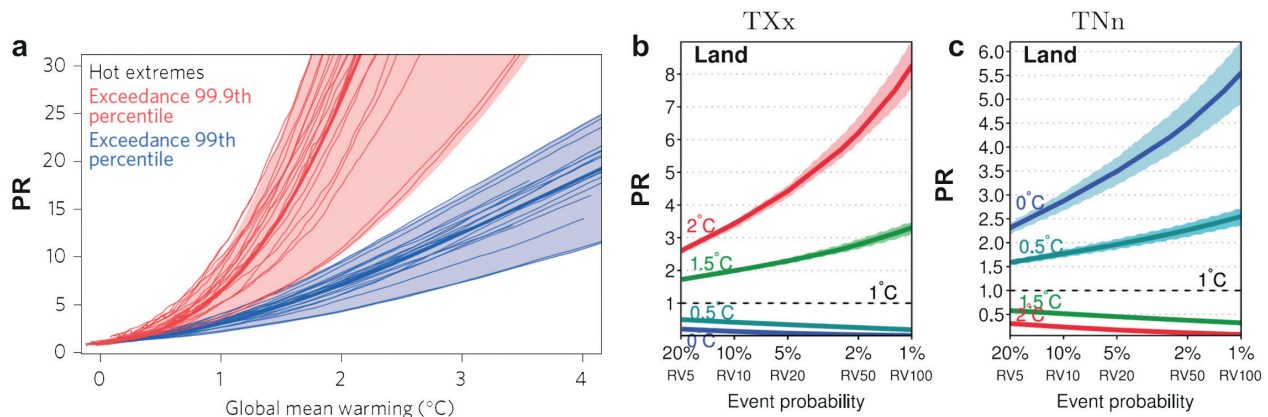 a
Hot extremes
Exceedance 99.9th
percentile
Exceedance 99th
percentile
PR
30
25
20
15
10
5
0
0 1 2 3 4
Global mean warming (°C)
TXx
b
Land
PR
8
7
6
5
4
3
2
1
2°C
1.5°C
1°C
0.5°C
0°C
20% 10% 5% 2% 1%
RV5 RV10 RV20 RV50 RV100
Event probability
TNn
c
Land
PR
6.0
5.5
5.0
4.5
4.0
3.5
3.0
2.5
2.0
1.5
1.0
0.5
0°C
0.5°C
1°C
1.5°C
2°C
20% 10% 5% 2% 1%
RV5 RV10 RV20 RV50 RV100
Event probability